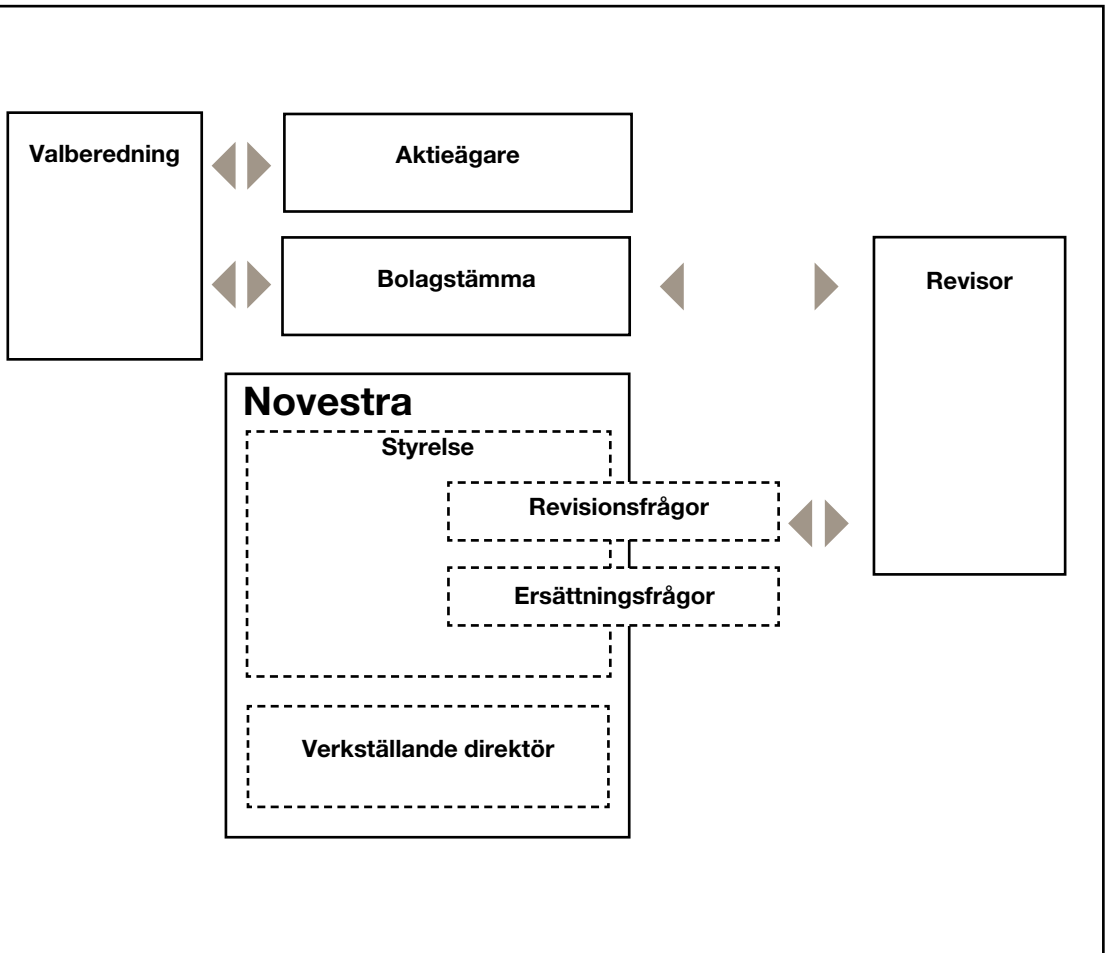 Valberedning
Aktieägare
Bolagstämma
Revisor
Novestra
Styrelse
Revisionsfrågor
Ersättningsfrågor
Verkställande direktör